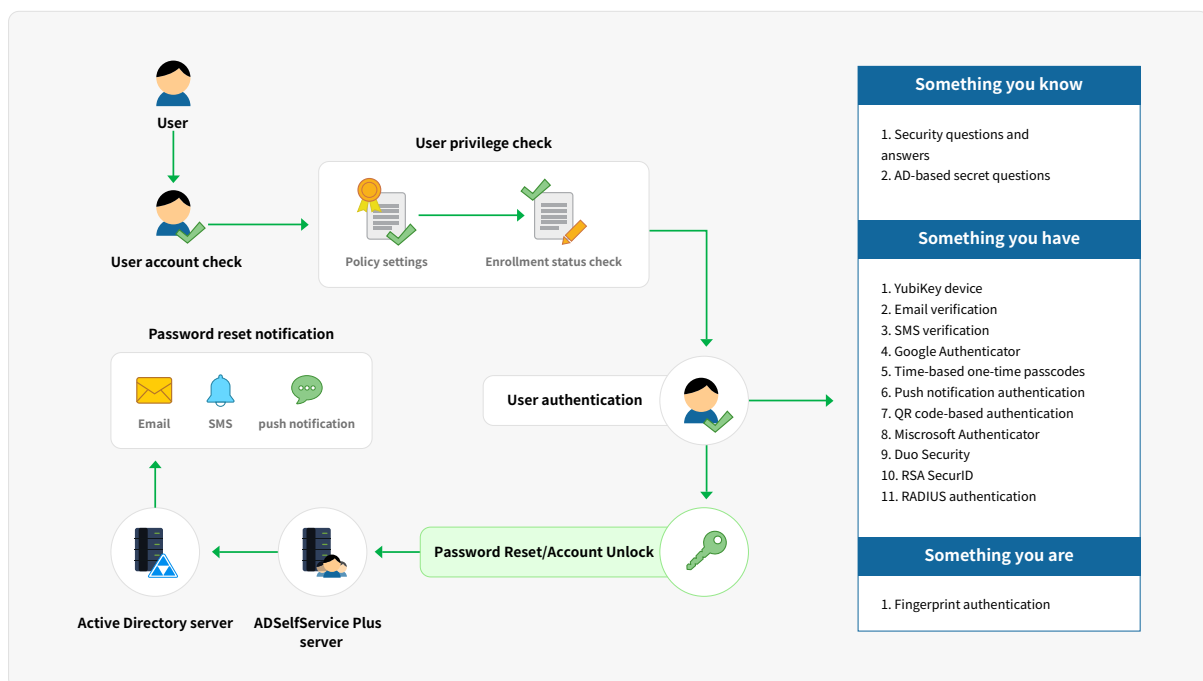 User
User account check
User privilege check
Policy settings
Enrollment status check
Password reset notification
Email
SMS
push notification
User authentication
Password Reset/Account Unlock
Active Directory server
ADSelfService Plus
server
Something you know
1. Security questions and
answers
2. AD-based secret questions
Something you have
1. YubiKey device
2. Email verification
3. SMS verification
4. Google Authenticator
5. Time-based one-time passcodes
6. Push notification authentication
7. QR code-based authentication
8. Miscrosoft Authenticator
9. Duo Security
10. RSA SecurID
11. RADIUS authentication
Something you are
1. Fingerprint authentication